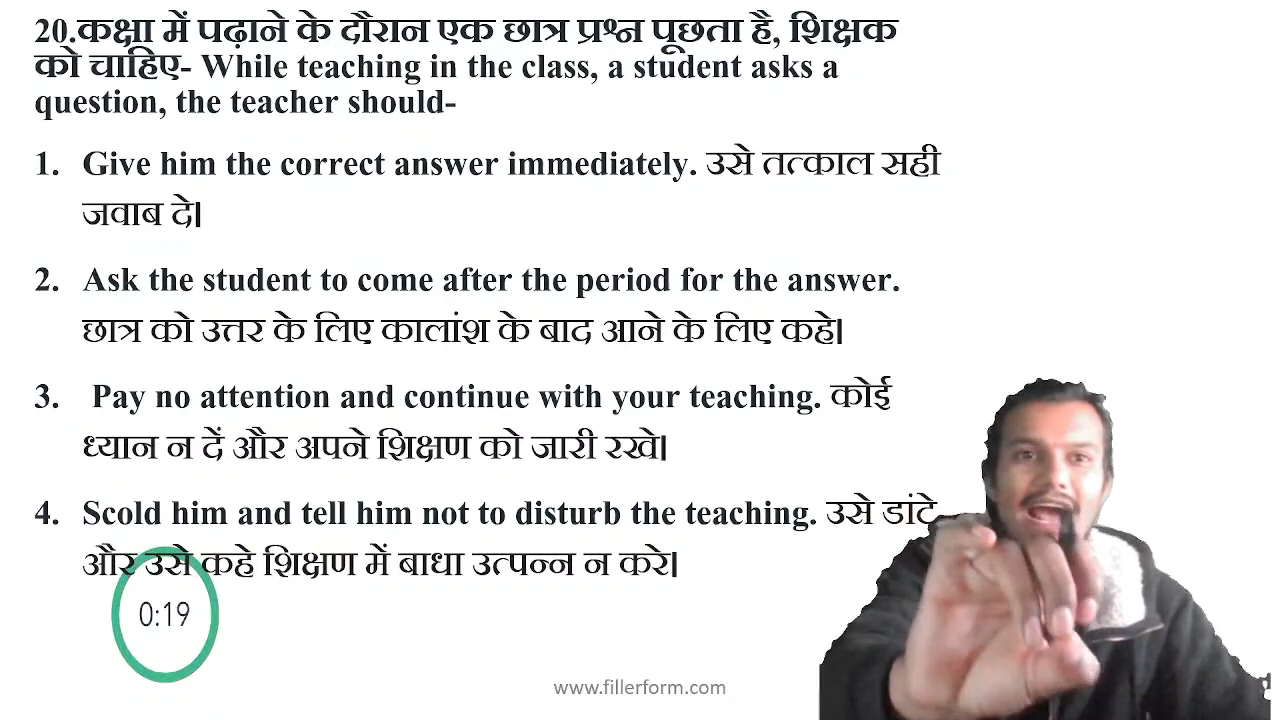 20.कक्षा में पढ़ाने के दौरान एक छात्र प्रश्न पूछता है, शिक्षक
को चाहिए- While teaching in the class, a student asks a
question, the teacher should-
1. Give him the correct answer immediately. उसे तत्काल सही
जवाब दे।
2. Ask the student to come after the period for the answer.
छात्र को उत्तर के लिए कालांश के बाद आने के लिए कहे।
3. Pay no attention and continue with your teaching. कोई
ध्यान न दें और अपने शिक्षण को जारी रखे।
4. Scold him and tell him not to disturb the teaching. उसे डांटे
और उसे कहे शिक्षण में बाधा उत्पन्न न करे।
0:19
www.fillerform.com